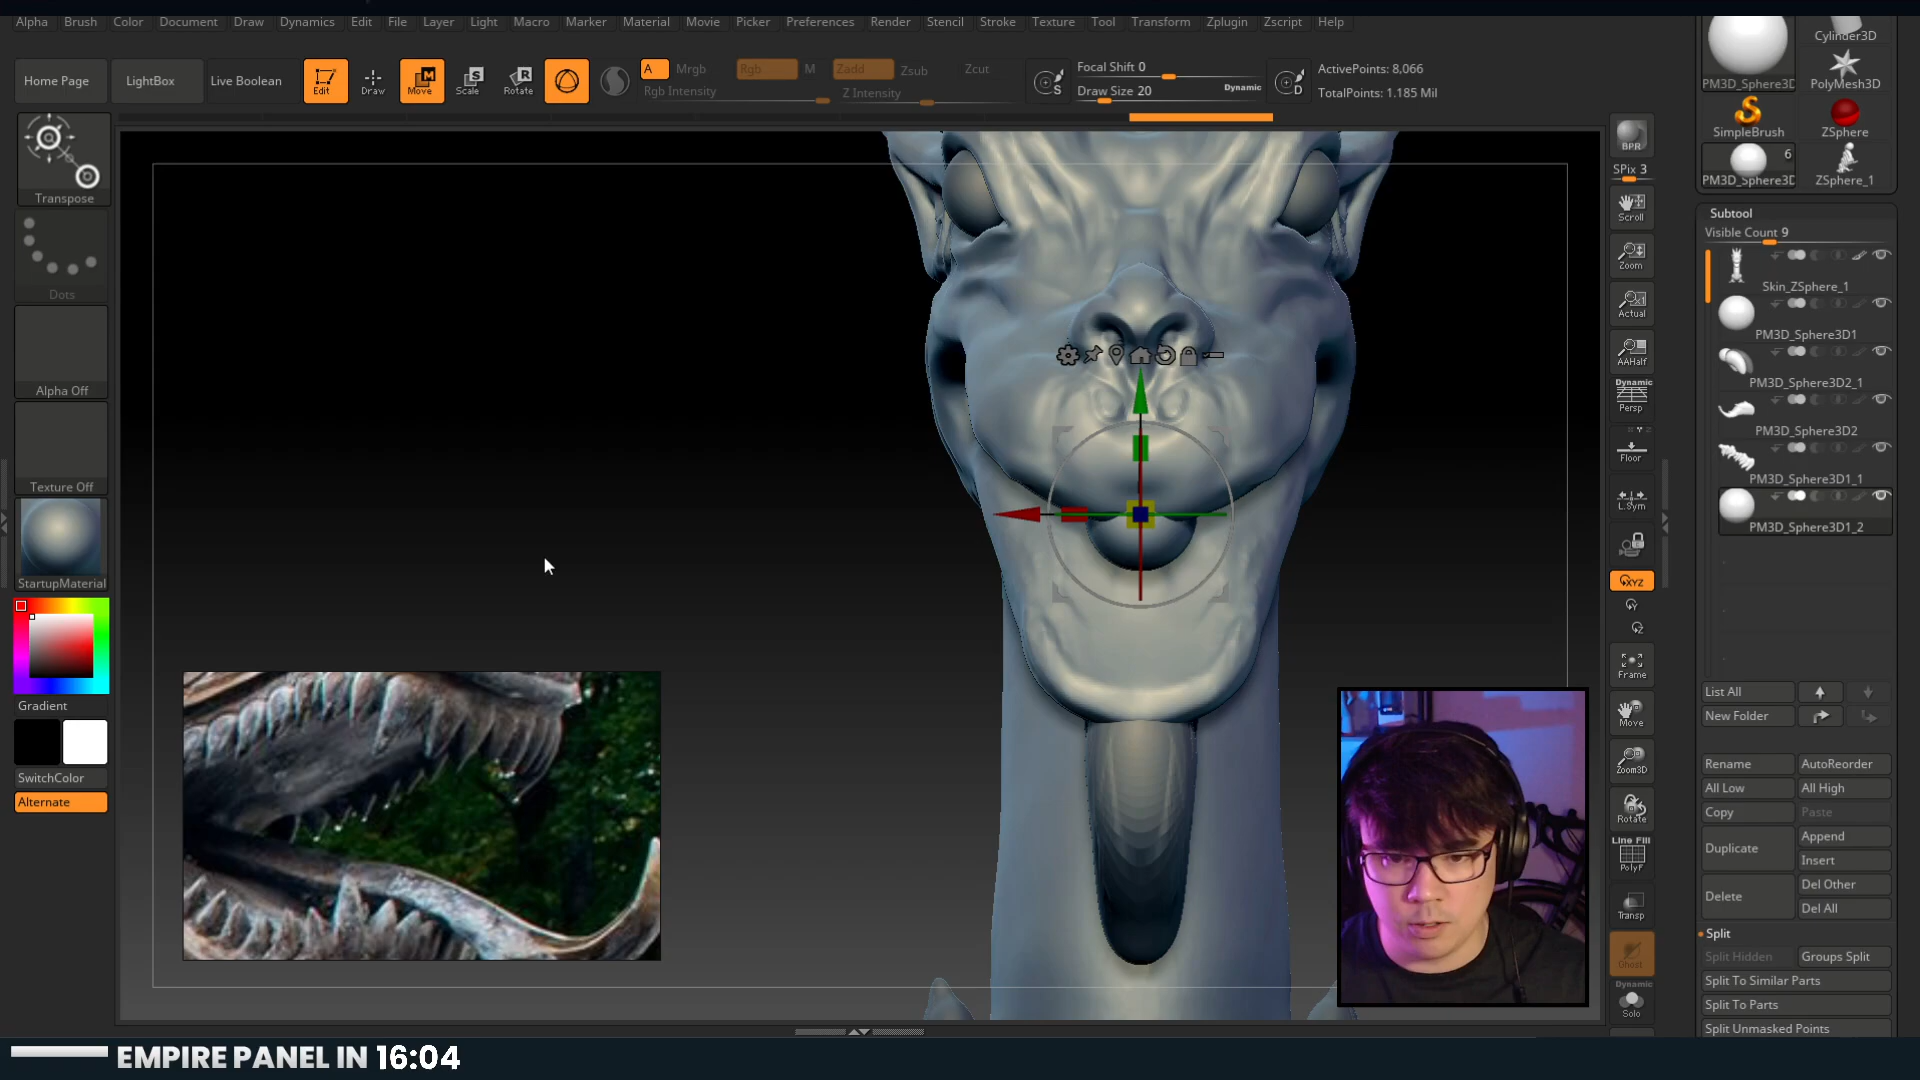 Alpha Brush Color Document Draw Dynamics Edit File Layer Light Macro Marker Material Movie Picker Preferences Render Stencil Stroke Texture Tool Transform Zplugin Zscript Help
Home Page
LightBox
Live Boolean
Edit
Draw
Move
Scale
Rotate
A
Mrgb
Rgb
M
Zadd
Zsub
Zcut
Rgb Intensity
Z Intensity
Focal Shift 0
Draw Size 20
Dynamic
ActivePoints: 8,066
TotalPoints: 1.185 Mil
Transpose
Dots
Alpha Off
Texture Off
StartupMaterial
Gradient
SwitchColor
Alternate
BPR
SPix 3
Scroll
Zoom
Actual
AAHalf
Dynamic
Persp
Floor
L.Sym
XYZ
Frame
Move
Zoom3D
Rotate
Line Fill
PolyF
Transp
Ghost
Dynamic
Solo
Cylinder3D
PM3D_Sphere3D
PolyMesh3D
SimpleBrush
ZSphere
6
PM3D_Sphere3D
ZSphere_1
Subtool
Visible Count 9
Skin_ZSphere_1
PM3D_Sphere3D1
PM3D_Sphere3D2_1
PM3D_Sphere3D2
PM3D_Sphere3D1_1
PM3D_Sphere3D1_2
List All
New Folder
Rename
AutoReorder
All Low
All High
Copy
Paste
Duplicate
Append
Insert
Delete
Del Other
Del All
Split
Split Hidden
Groups Split
Split To Similar Parts
Split To Parts
Split Unmasked Points
EMPIRE PANEL IN 16:04